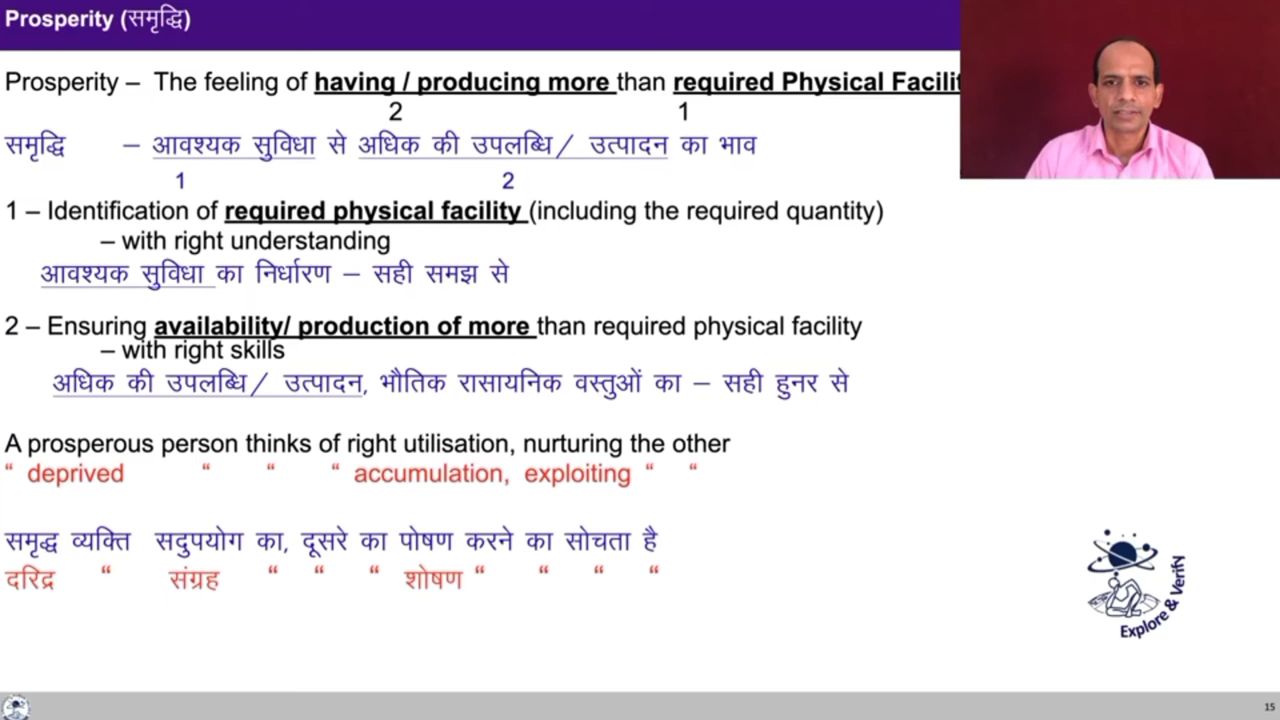 Prosperity (समृद्धि)
Prosperity – The feeling of having / producing more than required Physical Facilit
2 1
समृद्धि – आवश्यक सुविधा से अधिक की उपलब्धि/ उत्पादन का भाव
1 2
1 – Identification of required physical facility (including the required quantity)
– with right understanding
आवश्यक सुविधा का निर्धारण – सही समझ से
2 – Ensuring availability/ production of more than required physical facility
– with right skills
अधिक की उपलब्धि/ उत्पादन, भौतिक रासायनिक वस्तुओं का – सही हुनर से
A prosperous person thinks of right utilisation, nurturing the other
“ deprived “ “ “ accumulation, exploiting “ “
समृद्ध व्यक्ति सदुपयोग का, दूसरे का पोषण करने का सोचता है
दरिद्र “ संग्रह “ “ “ शोषण “ “ “ “
Explore & Verify
15